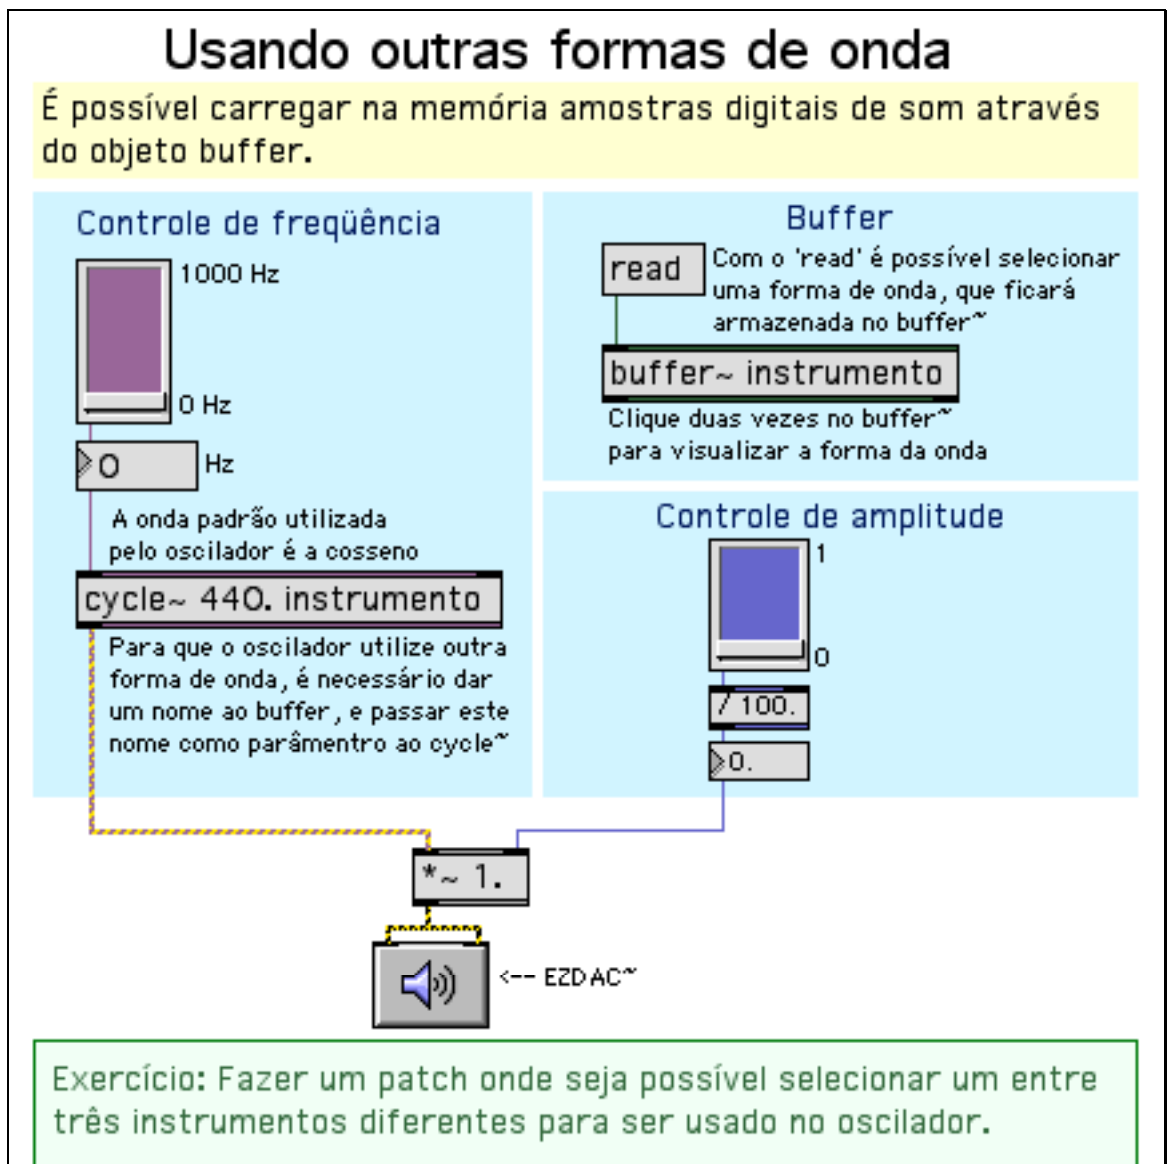 Usando outras formas de onda
É possível carregar na memória amostras digitais de som através
do objeto buffer.
Controle de freqüência
1000 Hz
0 Hz
0
Hz
A onda padrão utilizada
pelo oscilador é a cosseno
cycle~ 440. instrumento
Para que o oscilador utilize outra
forma de onda, é necessário dar
um nome ao buffer, e passar este
nome como parâmentro ao cycle~
Buffer
read
Com o 'read' é possível selecionar
uma forma de onda, que ficará
armazenada no buffer~
buffer~ instrumento
Clique duas vezes no buffer~
para visualizar a forma da onda
Controle de amplitude
1
0
/ 100.
0.
*~ 1.
<-- EZDAC~
Exercício: Fazer um patch onde seja possível selecionar um entre
três instrumentos diferentes para ser usado no oscilador.